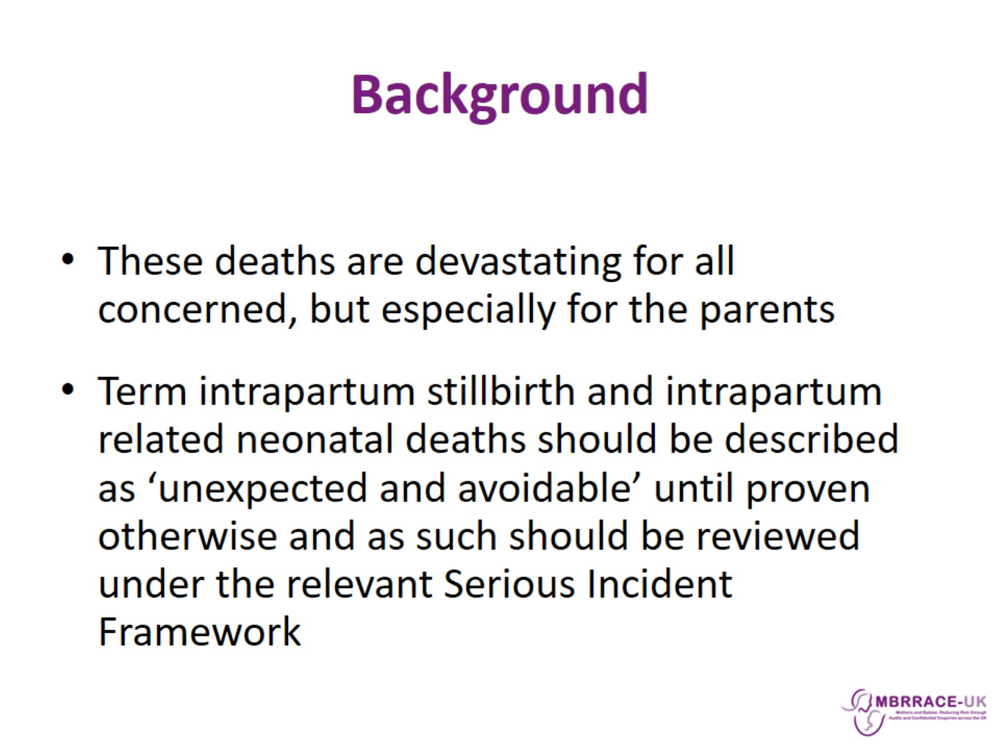 Background
• These deaths are devastating for all
concerned, but especially for the parents
• Term intrapartum stillbirth and intrapartum
related neonatal deaths should be described
as ‘unexpected and avoidable’ until proven
otherwise and as such should be reviewed
under the relevant Serious Incident
Framework
MBRRACE-UK
Mothers and Babies: Reducing Risk through
Audits and Confidential Enquiries across the UK